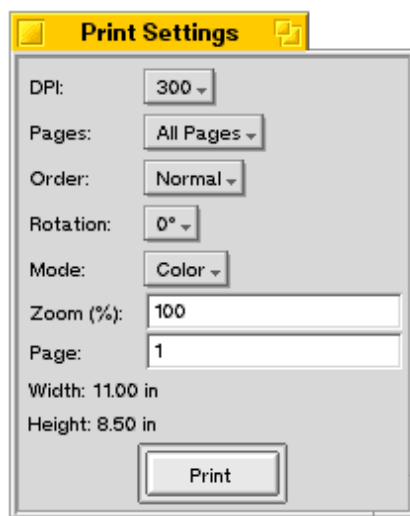 Print Settings
DPI: 300
Pages: All Pages
Order: Normal
Rotation: 0°
Mode: Color
Zoom (%): 100
Page: 1
Width: 11.00 in
Height: 8.50 in
Print